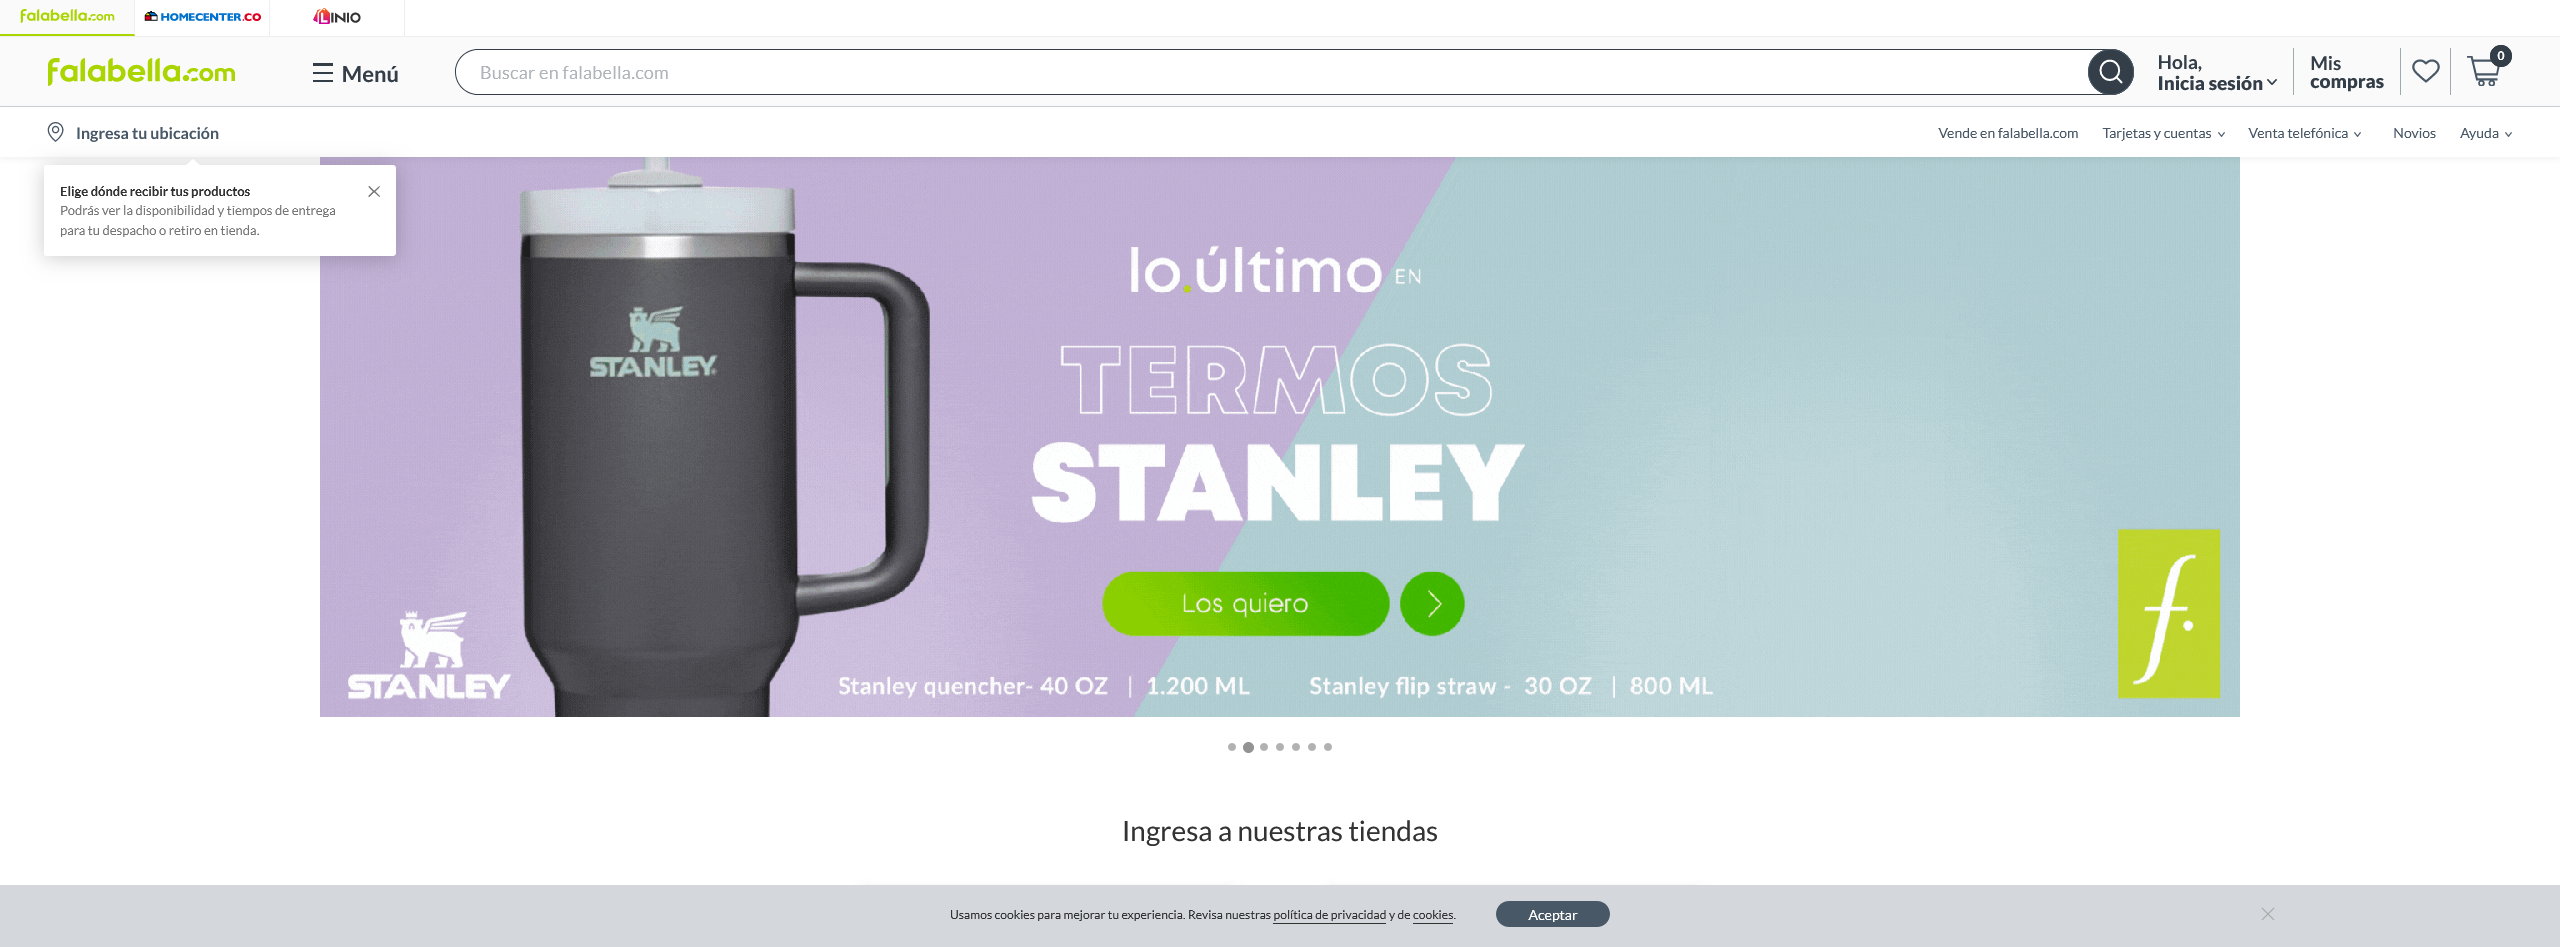 falabella.com
HOMECENTER.CO
LINIO
falabella.com
Menú
Buscar en falabella.com
Hola,
Inicia sesión
Mis
compras
0
Ingresa tu ubicación
Vende en falabella.com
Tarjetas y cuentas
Venta telefónica
Novios
Ayuda
Elige dónde recibir tus productos
Podrás ver la disponibilidad y tiempos de entrega
para tu despacho o retiro en tienda.
STANLEY
lo.último EN
TERMOS
STANLEY
Los quiero
f.
STANLEY
Stanley quencher- 40 OZ | 1.200 ML
Stanley flip straw - 30 OZ | 800 ML
Ingresa a nuestras tiendas
Usamos cookies para mejorar tu experiencia. Revisa nuestras política de privacidad y de cookies.
Aceptar